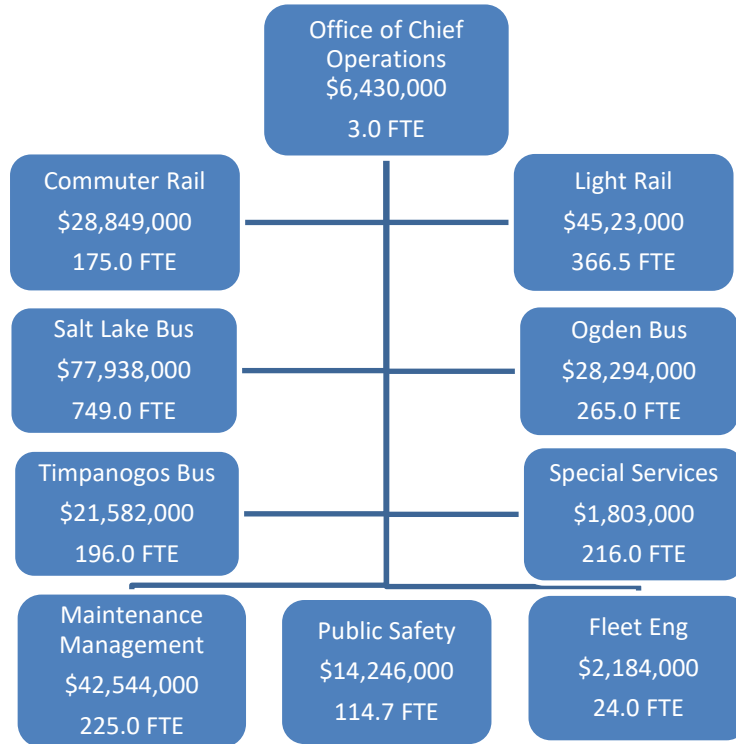 Office of Chief
Operations
$6,430,000
3.0 FTE
Commuter Rail
$28,849,000
175.0 FTE
Light Rail
$45,23,000
366.5 FTE
Salt Lake Bus
$77,938,000
749.0 FTE
Ogden Bus
$28,294,000
265.0 FTE
Timpanogos Bus
$21,582,000
196.0 FTE
Special Services
$1,803,000
216.0 FTE
Maintenance
Management
$42,544,000
225.0 FTE
Public Safety
$14,246,000
114.7 FTE
Fleet Eng
$2,184,000
24.0 FTE